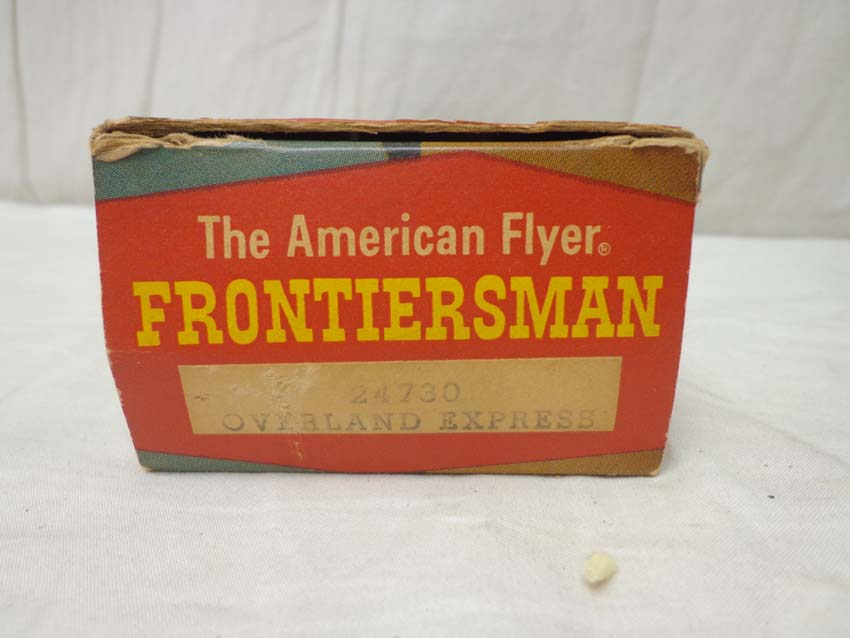 The American Flyer®
FRONTIERSMAN
24730
OVERLAND EXPRESS